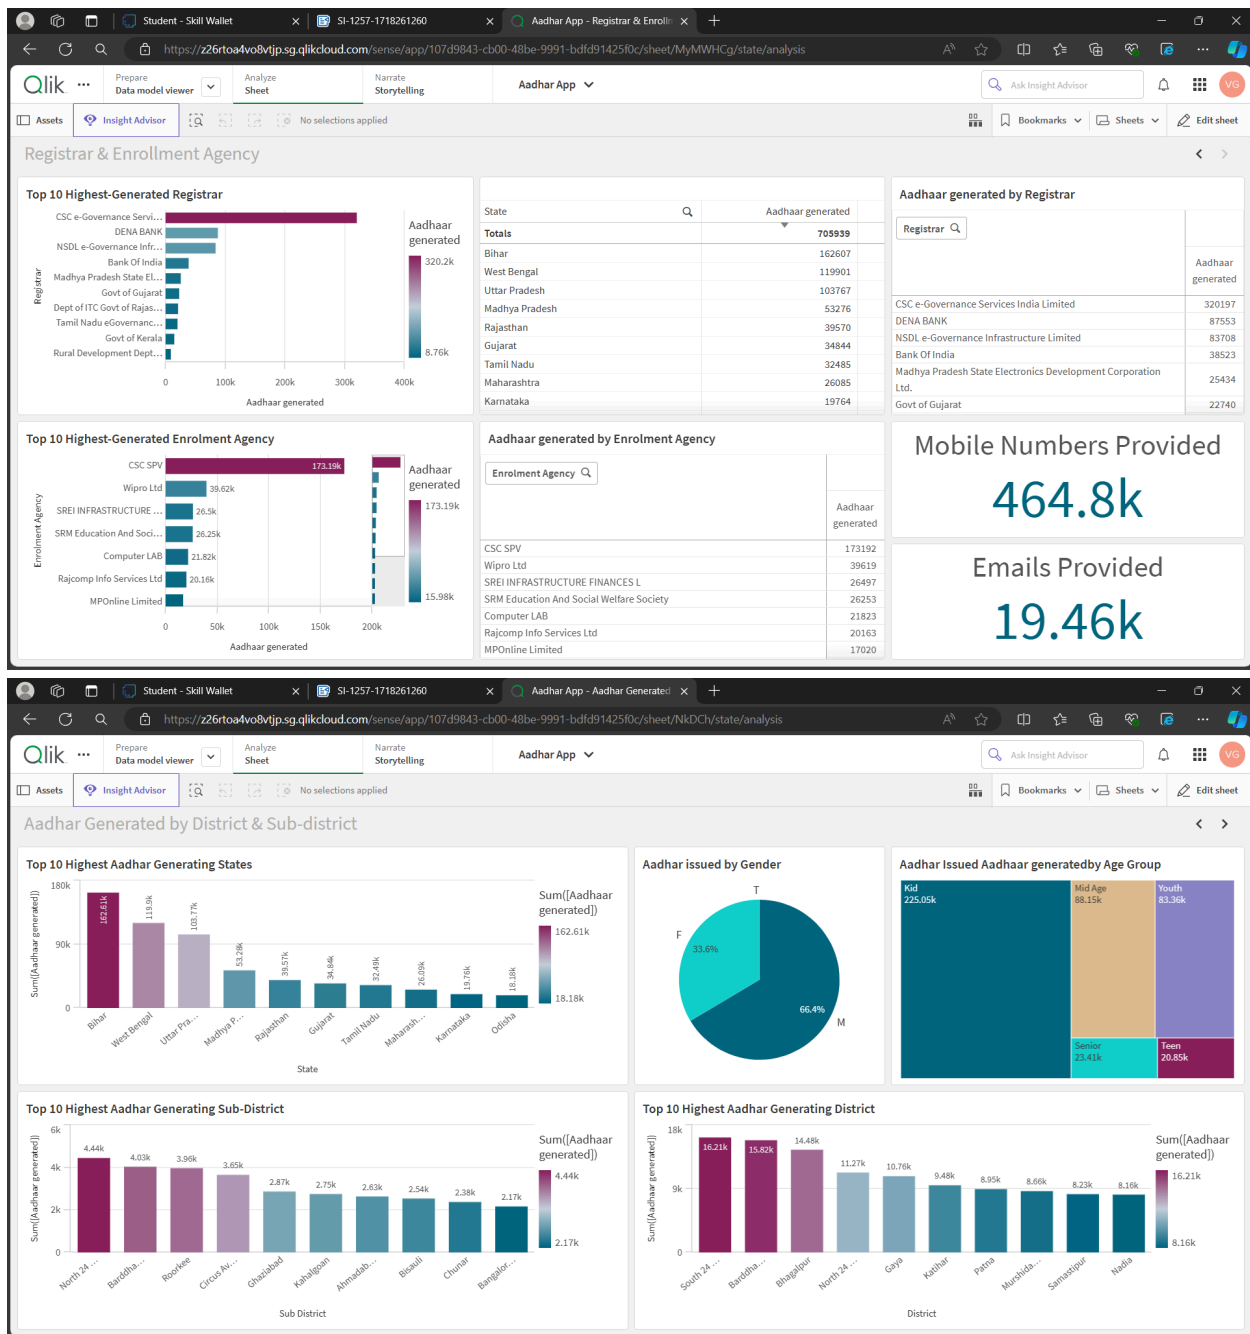 Student - Skill Wallet
SI-1257-1718261260
Aadhar App - Registrar & Enrolln
https://z26rtoa4vo8vtjp.sg.qlikcloud.com/sense/app/107d9843-cb00-48be-9991-bdfd91425f0c/sheet/MyMWHCg/state/analysis
Qlik
Prepare
Data model viewer
Analyze
Sheet
Narrate
Storytelling
Aadhar App
Ask Insight Advisor
VG
Assets
Insight Advisor
No selections applied
Bookmarks
Sheets
Edit sheet
Registrar & Enrollment Agency
Top 10 Highest-Generated Registrar
Registrar
CSC e-Governance Servi...
DENA BANK
NSDL e-Governance Infr...
Bank Of India
Madhya Pradesh State El...
Govt of Gujarat
Dept of ITC Govt of Rajas...
Tamil Nadu eGovernanc...
Govt of Kerala
Rural Development Dept...
0 100k 200k 300k 400k
Aadhaar generated
Aadhaar
generated
320.2k
8.76k
State Aadhaar generated
Totals 705939
Bihar 162607
West Bengal 119901
Uttar Pradesh 103767
Madhya Pradesh 53276
Rajasthan 39570
Gujarat 34844
Tamil Nadu 32485
Maharashtra 26085
Karnataka 19764
Aadhaar generated by Registrar
Registrar
Aadhaar
generated
CSC e-Governance Services India Limited 320197
DENA BANK 87553
NSDL e-Governance Infrastructure Limited 83708
Bank Of India 38523
Madhya Pradesh State Electronics Development Corporation
Ltd. 25434
Govt of Gujarat 22740
Top 10 Highest-Generated Enrolment Agency
Enrolment Agency
CSC SPV 173.19k
Wipro Ltd 39.62k
SREI INFRASTRUCTURE ... 26.5k
SRM Education And Soci... 26.25k
Computer LAB 21.82k
Rajcomp Info Services Ltd 20.16k
MPOnline Limited
0 50k 100k 150k 200k
Aadhaar generated
Aadhaar
generated
173.19k
15.98k
Aadhaar generated by Enrolment Agency
Enrolment Agency
Aadhaar
generated
CSC SPV 173192
Wipro Ltd 39619
SREI INFRASTRUCTURE FINANCES L 26497
SRM Education And Social Welfare Society 26253
Computer LAB 21823
Rajcomp Info Services Ltd 20163
MPOnline Limited 17020
Mobile Numbers Provided
464.8k
Emails Provided
19.46k
Student - Skill Wallet
SI-1257-1718261260
Aadhar App - Aadhar Generated
https://z26rtoa4vo8vtjp.sg.qlikcloud.com/sense/app/107d9843-cb00-48be-9991-bdfd91425f0c/sheet/NkDCh/state/analysis
Qlik
Prepare
Data model viewer
Analyze
Sheet
Narrate
Storytelling
Aadhar App
Ask Insight Advisor
VG
Assets
Insight Advisor
No selections applied
Bookmarks
Sheets
Edit sheet
Aadhar Generated by District & Sub-district
Top 10 Highest Aadhar Generating States
Sum([Aadhaar generated])
180k
90k
0
162.61k 119.9k 103.77k 53.28k 39.57k 34.84k 32.49k 26.09k 19.76k 18.18k
Bihar West Bengal Uttar Pra... Madhya P... Rajasthan Gujarat Tamil Nadu Maharash... Karnataka Odisha
State
Sum([Aadhaar
generated])
162.61k
18.18k
Aadhar issued by Gender
T
F
33.6%
66.4%
M
Aadhar Issued Aadhaar generatedby Age Group
Kid
225.05k
Mid Age
88.15k
Youth
83.36k
Senior
23.41k
Teen
20.85k
Top 10 Highest Aadhar Generating Sub-District
Sum([Aadhaar generated])
6k
4k
2k
0
4.44k 4.03k 3.96k 3.65k 2.87k 2.75k 2.63k 2.54k 2.38k 2.17k
North 24 ... Barddha... Roorkee Circus Av... Ghaziabad Kahalgoan Ahmadab... Bisauli Chunar Bangalor...
Sub District
Sum([Aadhaar
generated])
4.44k
2.17k
Top 10 Highest Aadhar Generating District
Sum([Aadhaar generated])
18k
9k
0
16.21k 15.82k 14.48k 11.27k 10.76k 9.48k 8.95k 8.66k 8.23k 8.16k
South 24 ... Barddha... Bhagalpur North 24 ... Gaya Katihar Patna Murshida... Samastipur Nadia
District
Sum([Aadhaar
generated])
16.21k
8.16k